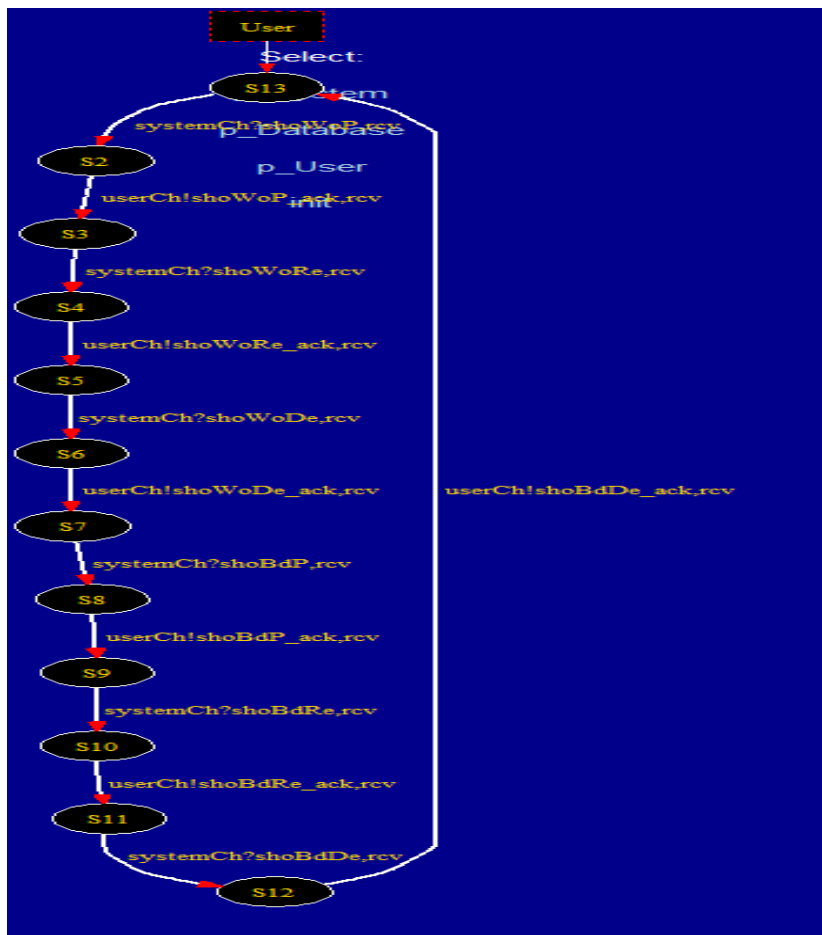 User
Select:
S13
systemCh?shoWoP,rcv
p_Database
S2
p_User
userCh!shoWoP_ack,rcv
init
S3
systemCh?shoWoRe,rcv
S4
userCh!shoWoRe_ack,rcv
S5
systemCh?shoWoDe,rcv
S6
userCh!shoWoDe_ack,rcv
userCh!shoBdDe_ack,rcv
S7
systemCh?shoBdP,rcv
S8
userCh!shoBdP_ack,rcv
S9
systemCh?shoBdRe,rcv
S10
userCh!shoBdRe_ack,rcv
S11
systemCh?shoBdDe,rcv
S12